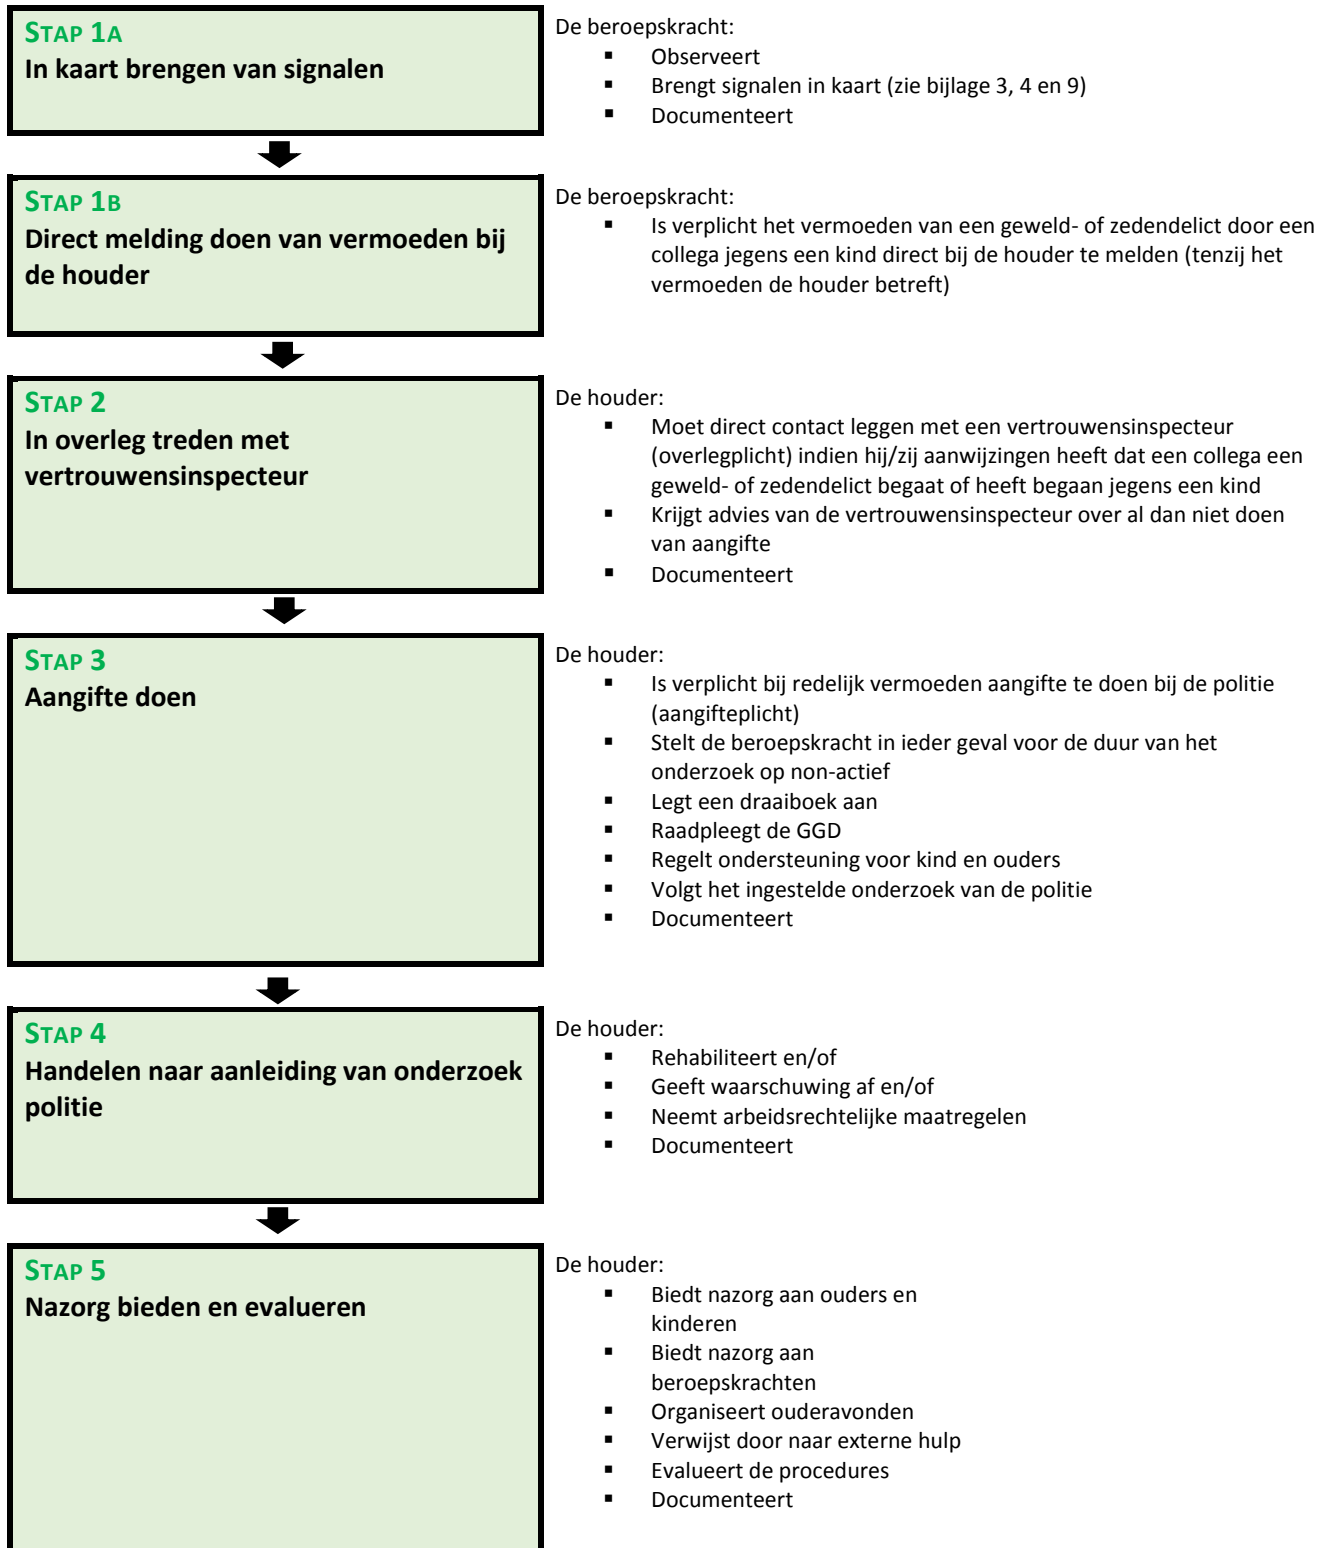 STAP 1A
In kaart brengen van signalen
De beroepskracht:
▪ Observeert
▪ Brengt signalen in kaart (zie bijlage 3, 4 en 9)
▪ Documenteert
STAP 1B
Direct melding doen van vermoeden bij
de houder
De beroepskracht:
▪ Is verplicht het vermoeden van een geweld- of zedendelict door een
collega jegens een kind direct bij de houder te melden (tenzij het
vermoeden de houder betreft)
STAP 2
In overleg treden met
vertrouwensinspecteur
De houder:
▪ Moet direct contact leggen met een vertrouwensinspecteur
(overlegplicht) indien hij/zij aanwijzingen heeft dat een collega een
geweld- of zedendelict begaat of heeft begaan jegens een kind
▪ Krijgt advies van de vertrouwensinspecteur over al dan niet doen
van aangifte
▪ Documenteert
STAP 3
Aangifte doen
De houder:
▪ Is verplicht bij redelijk vermoeden aangifte te doen bij de politie
(aangifteplicht)
▪ Stelt de beroepskracht in ieder geval voor de duur van het
onderzoek op non-actief
▪ Legt een draaiboek aan
▪ Raadpleegt de GGD
▪ Regelt ondersteuning voor kind en ouders
▪ Volgt het ingestelde onderzoek van de politie
▪ Documenteert
STAP 4
Handelen naar aanleiding van onderzoek
politie
De houder:
▪ Rehabiliteert en/of
▪ Geeft waarschuwing af en/of
▪ Neemt arbeidsrechtelijke maatregelen
▪ Documenteert
STAP 5
Nazorg bieden en evalueren
De houder:
▪ Biedt nazorg aan ouders en
kinderen
▪ Biedt nazorg aan
beroepskrachten
▪ Organiseert ouderavonden
▪ Verwijst door naar externe hulp
▪ Evalueert de procedures
▪ Documenteert